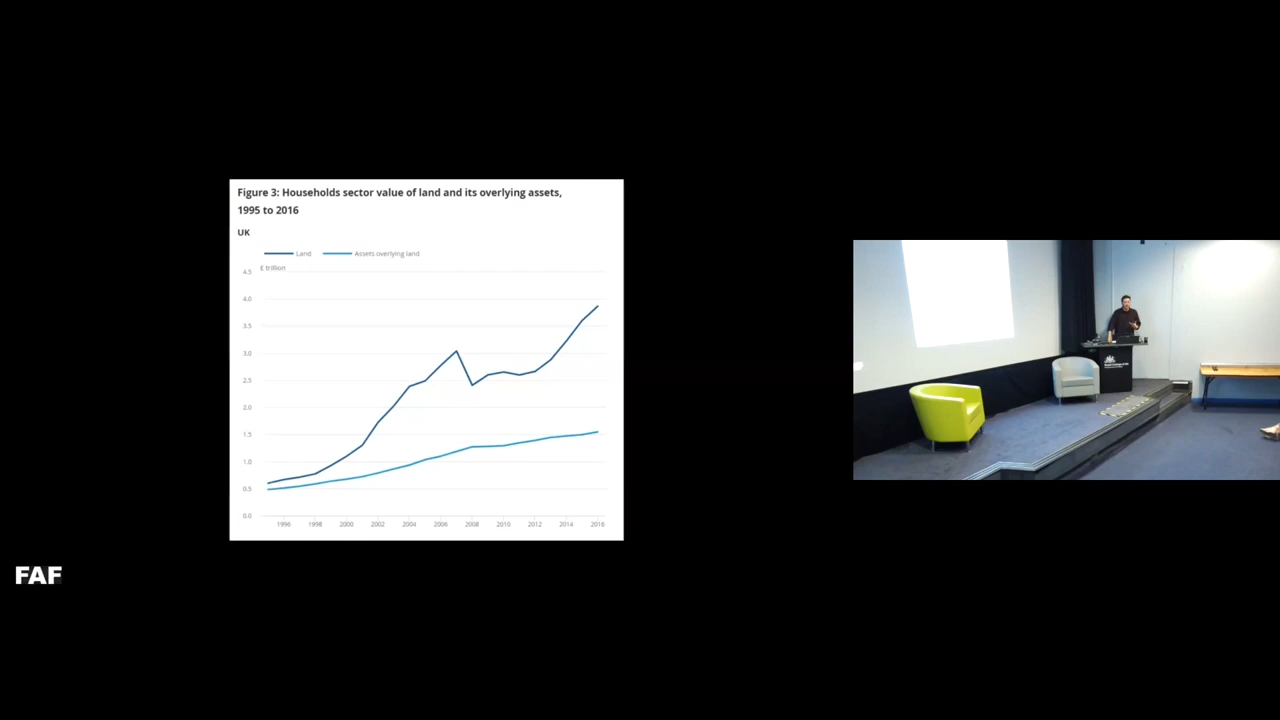 Figure 3: Households sector value of land and its overlying assets,
1995 to 2016
UK
Land
Assets overlying land
£ trillion
4.5
4.0
3.5
3.0
2.5
2.0
1.5
1.0
0.5
0.0
1996 1998 2000 2002 2004 2006 2008 2010 2012 2014 2016
FAF